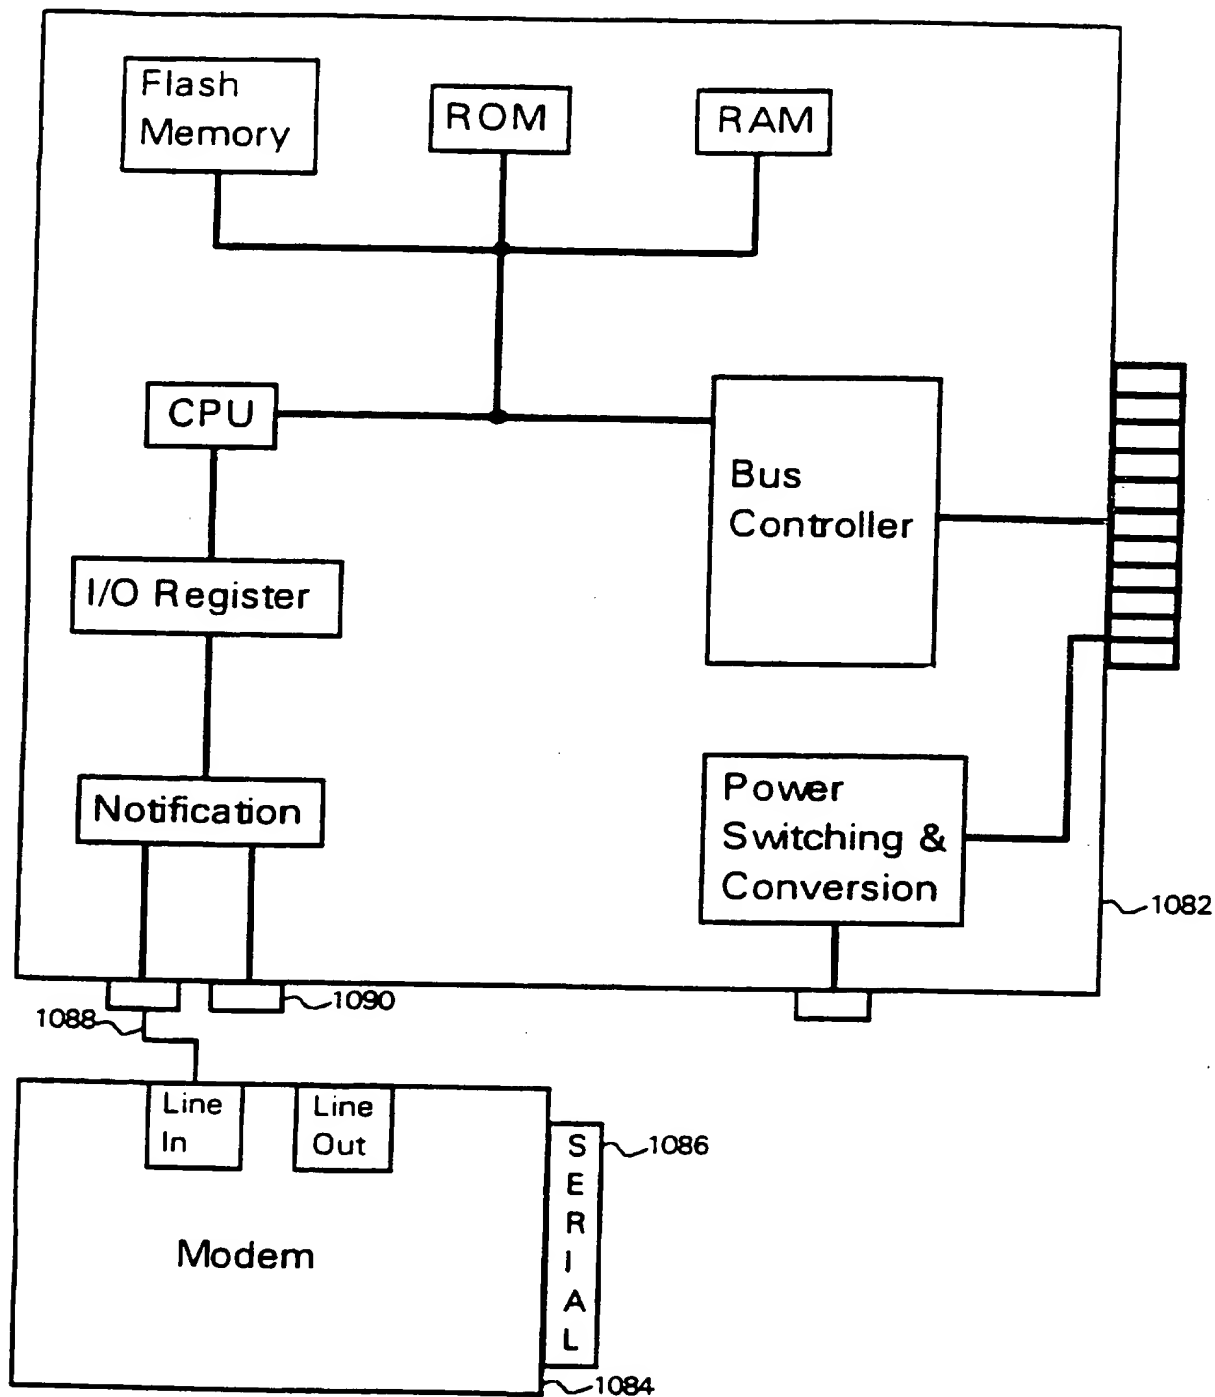 Flash
Memory
ROM
RAM
CPU
Bus
Controller
I/O Register
Notification
Power
Switching &
Conversion
1082
1090
1088
Line
In
Line
Out
SERIAL
1086
Modem
1084